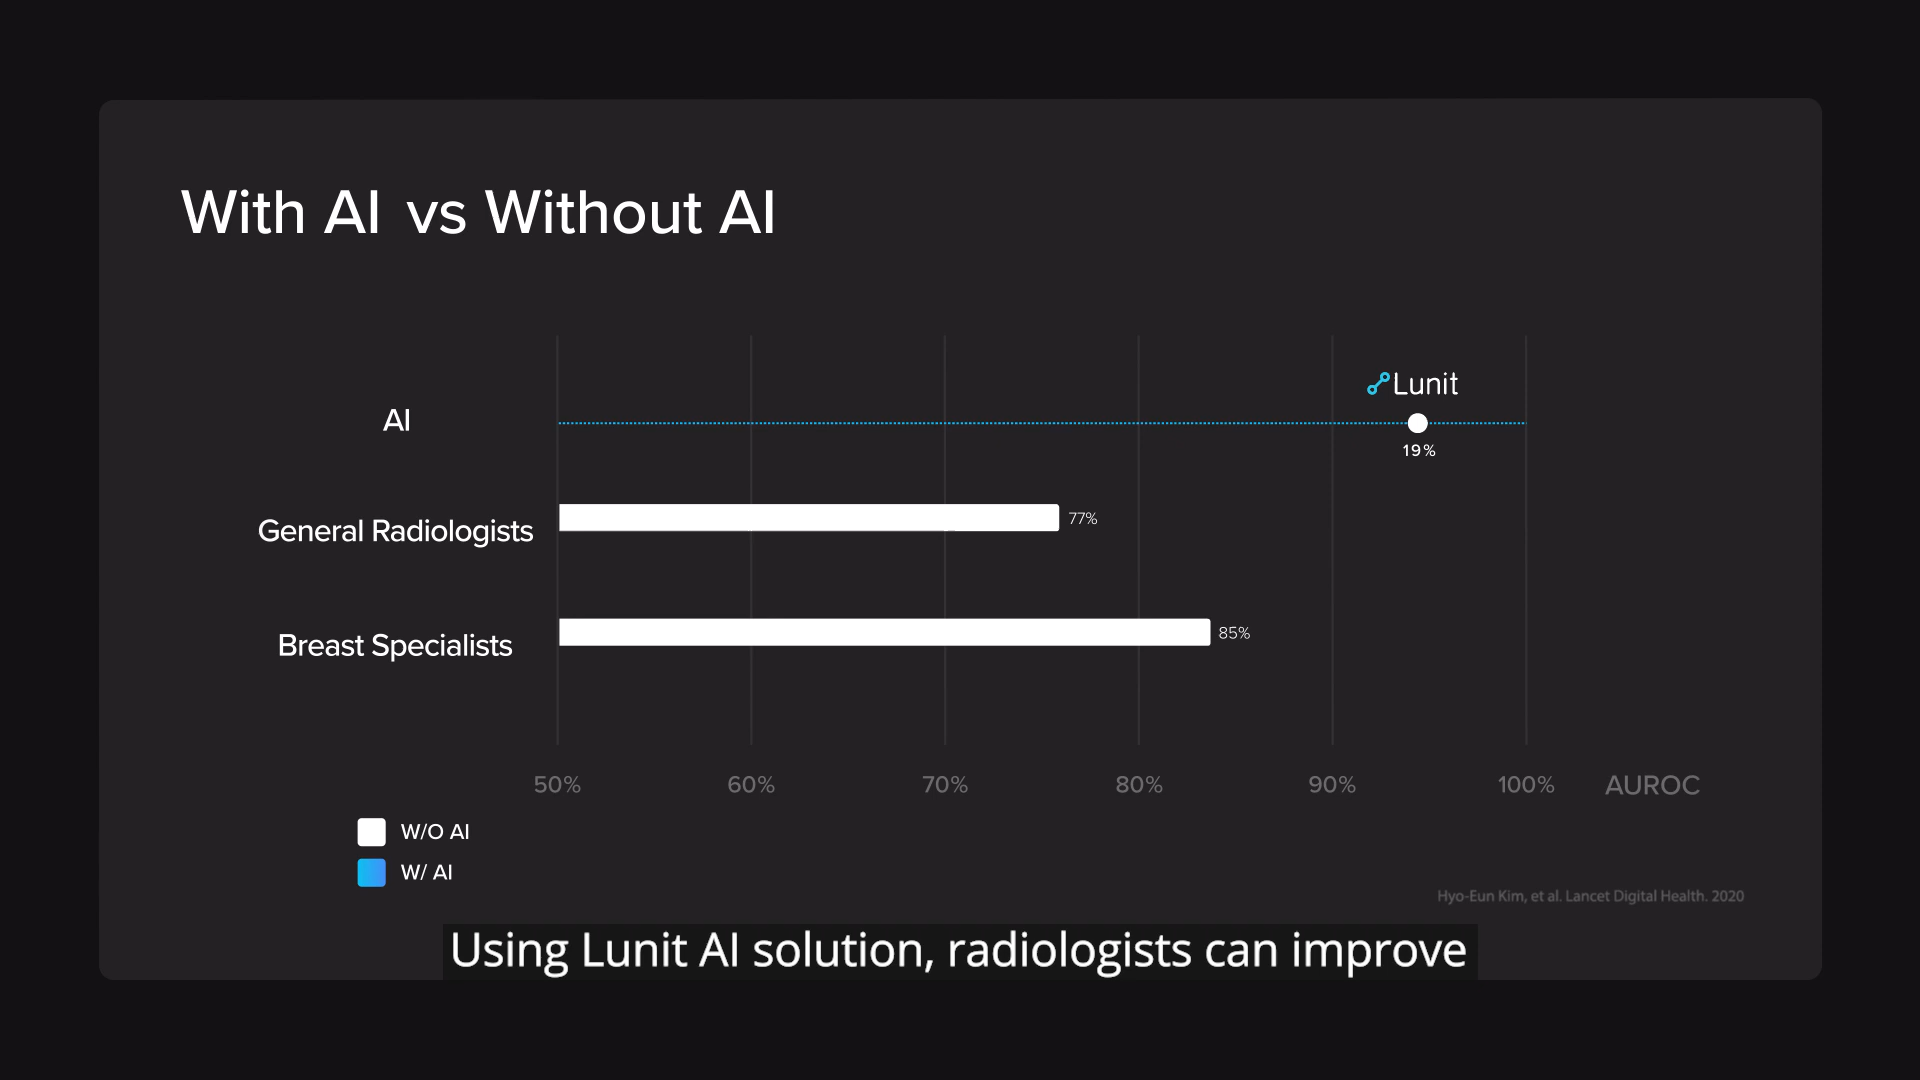 With AI vs Without AI
Lunit
AI
19%
General Radiologists
77%
Breast Specialists
85%
50% 60% 70% 80% 90% 100% AUROC
W/O AI
W/ AI
Hyo-Eun Kim, et al. Lancet Digital Health. 2020
Using Lunit AI solution, radiologists can improve